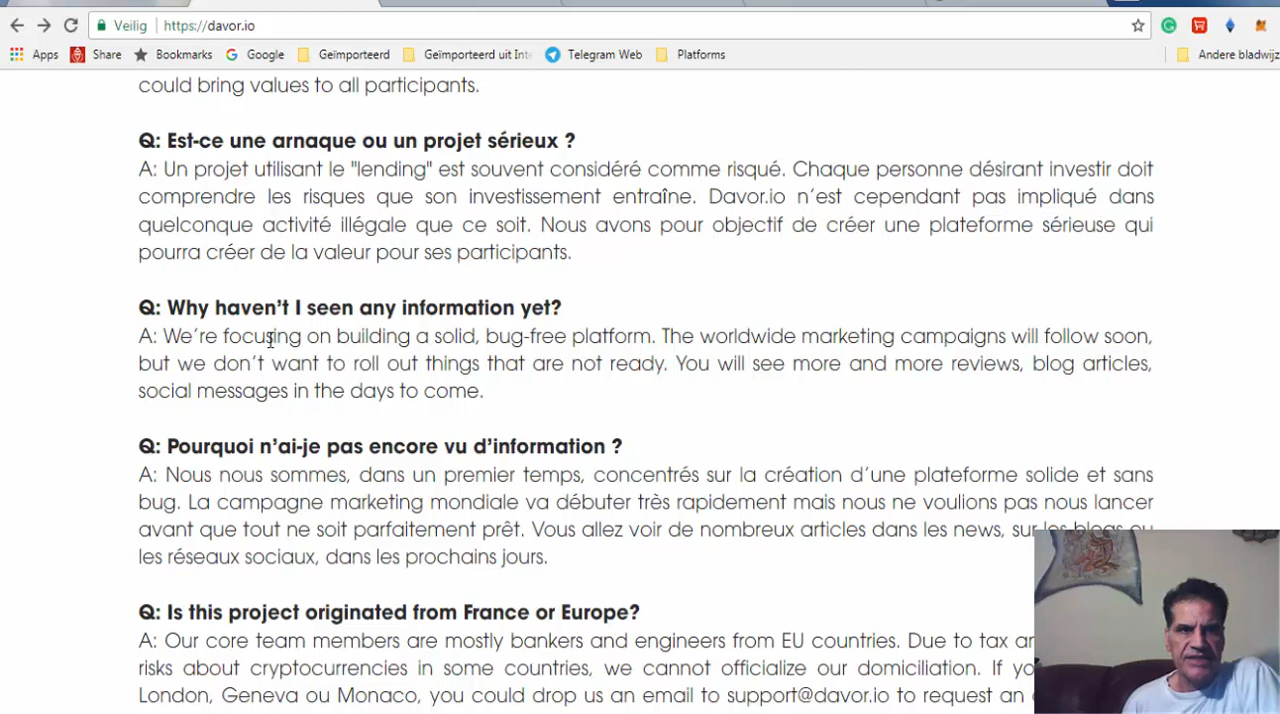 Veilig
https://davor.io
Apps
Share
Bookmarks
Google
Geïmporteerd
Geïmporteerd uit Int
Telegram Web
Platforms
Andere bladwijz
could bring values to all participants.
Q: Est-ce une arnaque ou un projet sérieux ?
A: Un projet utilisant le "lending" est souvent considéré comme risqué. Chaque personne désirant investir doit
comprendre les risques que son investissement entraîne. Davor.io n’est cependant pas impliqué dans
quelconque activité illégale que ce soit. Nous avons pour objectif de créer une plateforme sérieuse qui
pourra créer de la valeur pour ses participants.
Q: Why haven’t I seen any information yet?
A: We’re focusing on building a solid, bug-free platform. The worldwide marketing campaigns will follow soon,
but we don’t want to roll out things that are not ready. You will see more and more reviews, blog articles,
social messages in the days to come.
Q: Pourquoi n’ai-je pas encore vu d’information ?
A: Nous nous sommes, dans un premier temps, concentrés sur la création d’une plateforme solide et sans
bug. La campagne marketing mondiale va débuter très rapidement mais nous ne voulions pas nous lancer
avant que tout ne soit parfaitement prêt. Vous allez voir de nombreux articles dans les news, sur les blogs ou
les réseaux sociaux, dans les prochains jours.
Q: Is this project originated from France or Europe?
A: Our core team members are mostly bankers and engineers from EU countries. Due to tax
risks about cryptocurrencies in some countries, we cannot officialize our domiciliation. If
London, Geneva ou Monaco, you could drop us an email to support@davor.io to request an